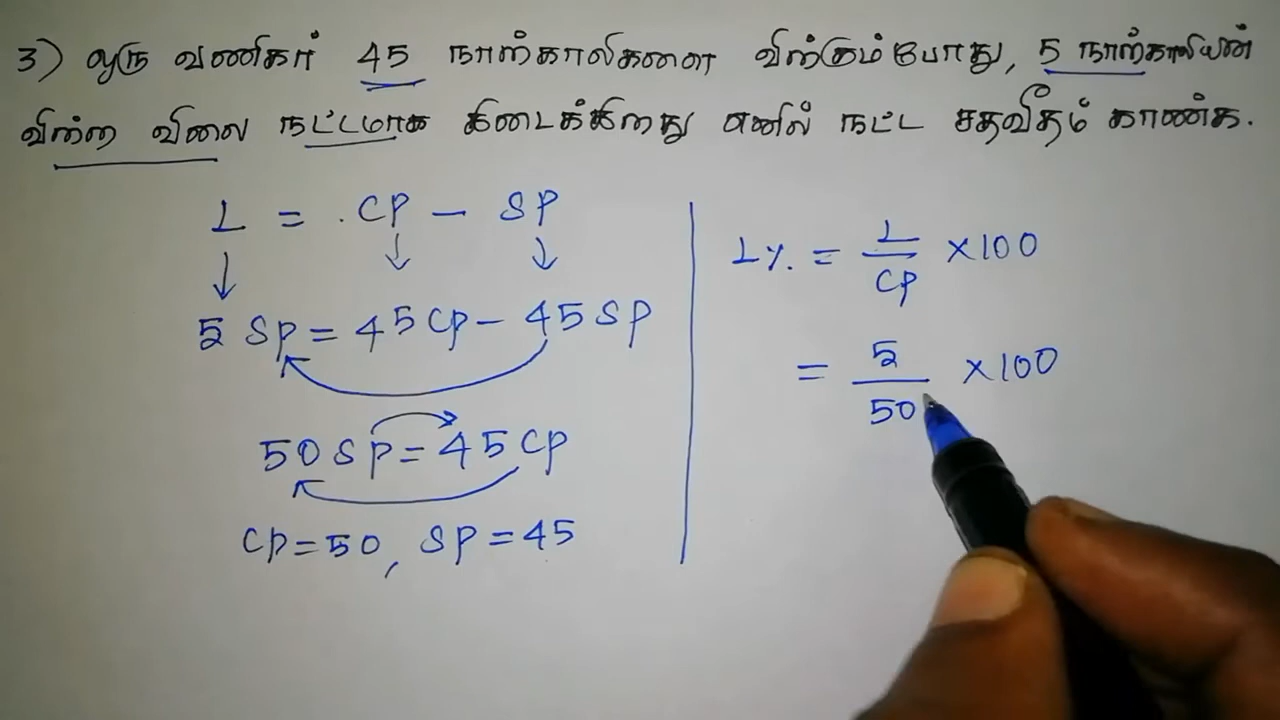 3) ஒரு வணிகர் 45 நாற்காலிகளை விற்கும்போது, 5 நாற்காலியின்
விற்ற விலை நட்டமாக கிடைக்கிறது எனில் நட்ட சதவீதம் காண்க.
L = CP - SP
5 SP = 45 CP - 45 SP
50 SP = 45 CP
CP = 50, SP = 45
L%. = L/CP × 100
= 5/50 × 100